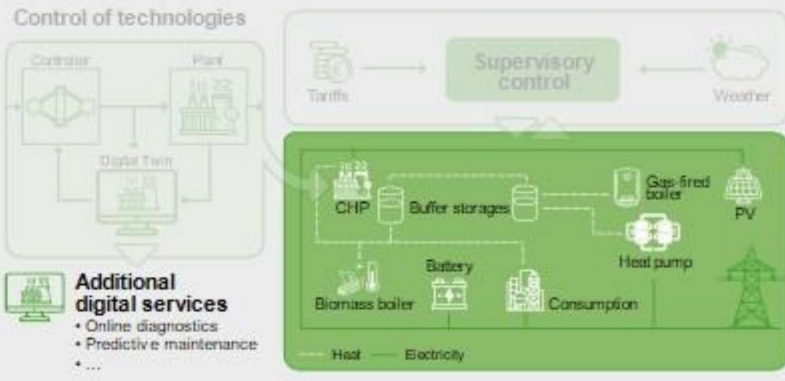 Control of technologies
Controller
Plant
Digital Twin
Additional
digital services
• Online diagnostics
• Predictive maintenance
• ...
Tariffs
Supervisory
control
Weather
CHP
Buffer storages
Gas-fired
boiler
PV
Heat pump
Biomass boiler
Battery
Consumption
Heat
Electricity